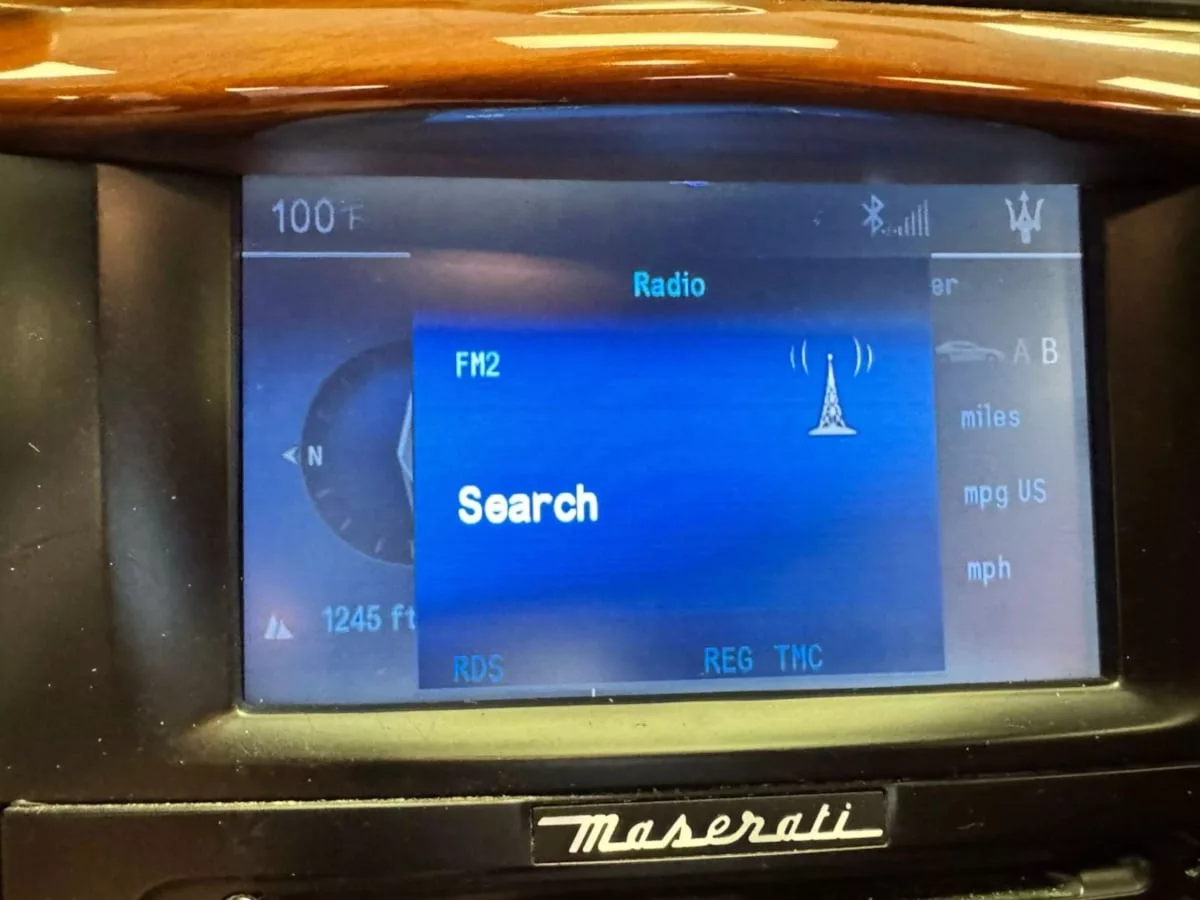 100°F
Radio
er
FM2
A B
miles
N
mpg US
Search
mph
1245 ft
RDS REG TMC
Maserati